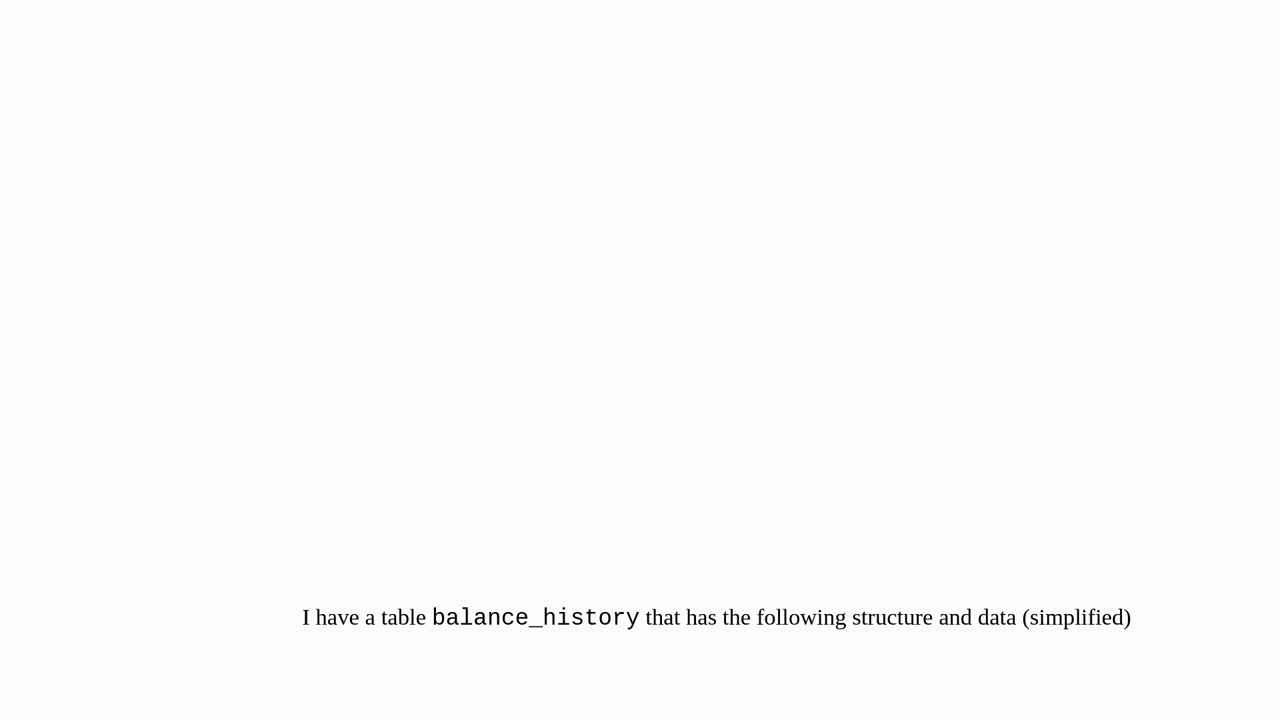 I have a table balance_history that has the following structure and data (simplified)